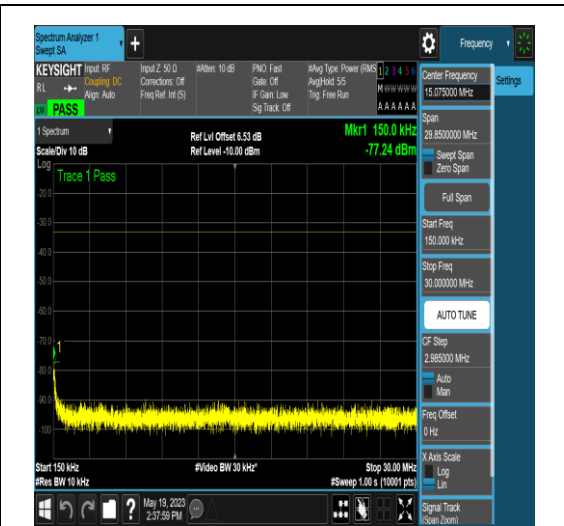 Spectrum Analyzer 1
Swept SA
+
Frequency
KEYSIGHT
Input: RF
Coupling: DC
Align: Auto
Input Z: 50 Ω
Corrections: Off
Freq Ref: Int (S)
#Atten: 10 dB
PNO: Fast
Gate: Off
IF Gain: Low
Sig Track: Off
#Avg Type: Power (RMS
Avg|Hold: 5/5
Trig: Free Run
1 2 3 4 5 6
M W W W W W
A A A A A A
RL
PASS
Center Frequency
15.075000 MHz
Settings
1 Spectrum
Ref Lvl Offset 6.53 dB
Mkr1 150.0 kHz
Scale/Div 10 dB
Ref Level -10.00 dBm
-77.24 dBm
Span
29.8500000 MHz
Swept Span
Zero Span
Log
Trace 1 Pass
-20.0
-30.0
-40.0
-50.0
-60.0
-70.0
1
-80.0
-90.0
-100
Full Span
Start Freq
150.000 kHz
Stop Freq
30.000000 MHz
AUTO TUNE
CF Step
2.985000 MHz
Auto
Man
Freq Offset
0 Hz
X Axis Scale
Log
Lin
Signal Track
(Span Zoom)
Start 150 kHz
#Video BW 30 kHz*
Stop 30.00 MHz
#Res BW 10 kHz
#Sweep 1.00 s (10001 pts)
?
May 19, 2023
2:37:59 PM